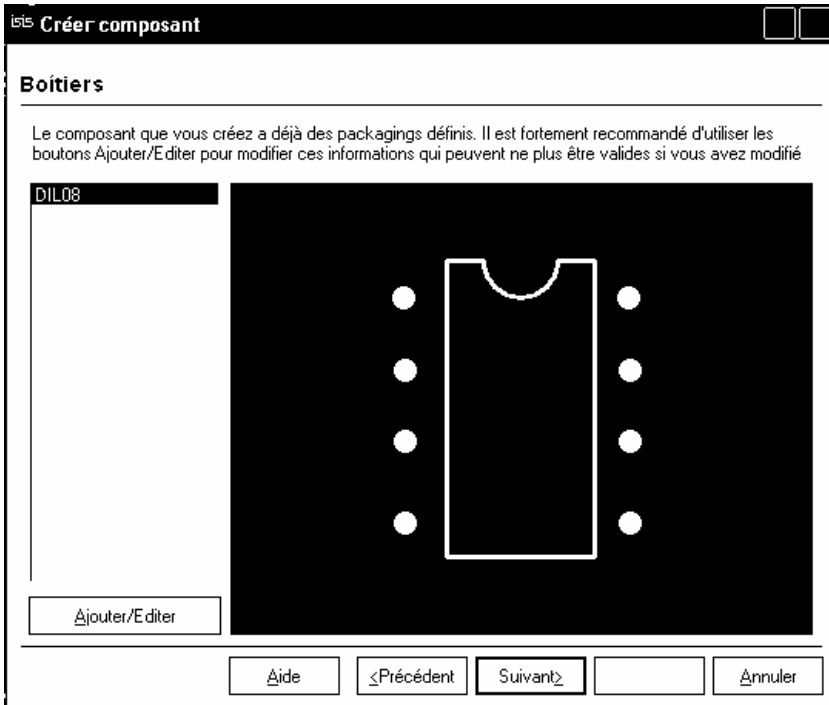 isis Créer composant
Boîtiers
Le composant que vous créez a déjà des packagings définis. Il est fortement recommandé d'utiliser les
boutons Ajouter/Editer pour modifier ces informations qui peuvent ne plus être valides si vous avez modifié
DIL08
Ajouter/Editer
Aide
<Précédent
Suivant>
Annuler